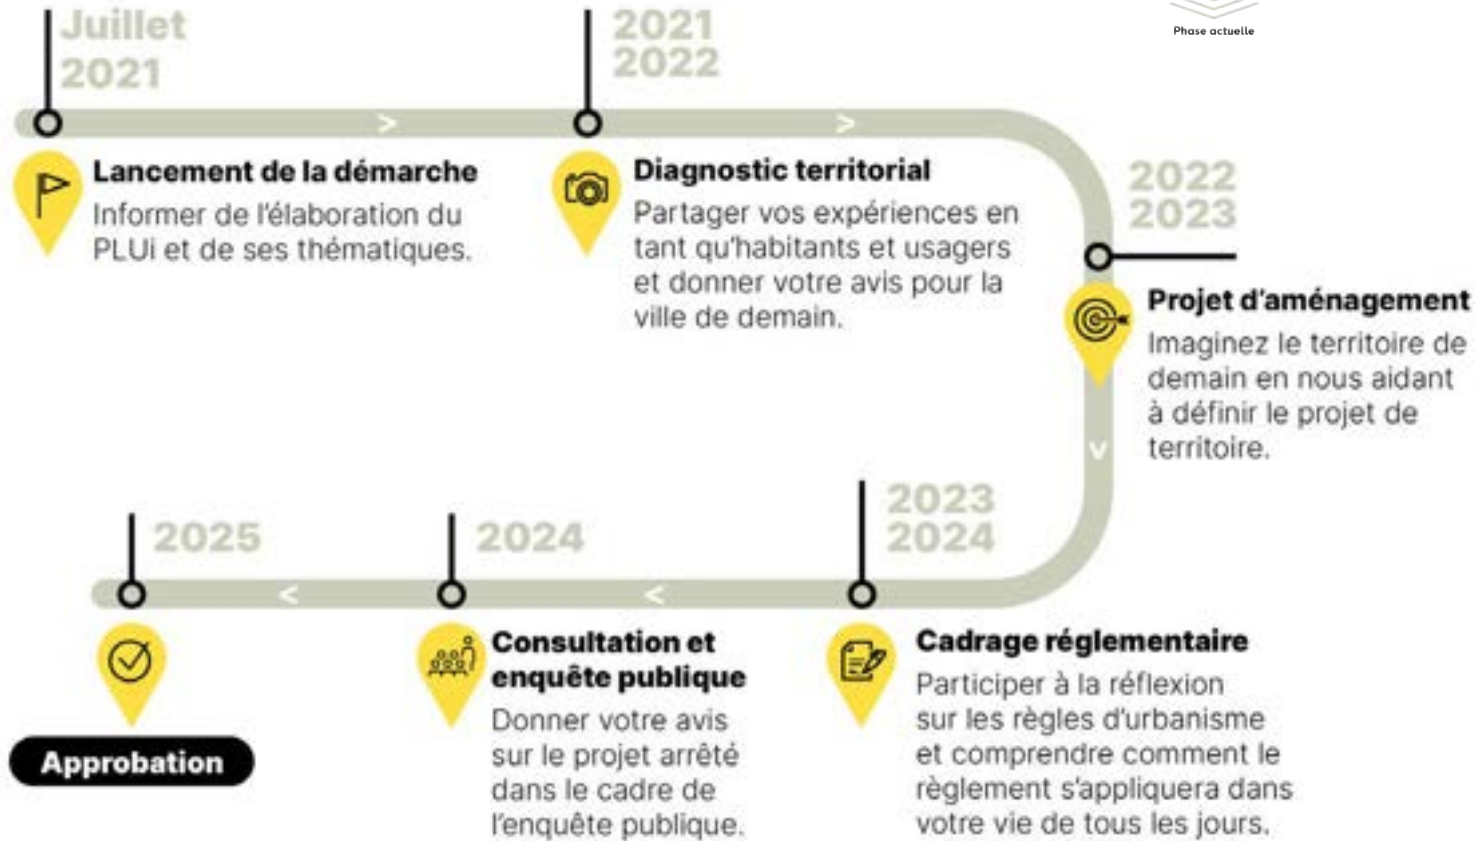 Phase actuelle
Juillet
2021
Lancement de la démarche
Informer de l'élaboration du
PLUi et de ses thématiques.
2021
2022
Diagnostic territorial
Partager vos expériences en
tant qu'habitants et usagers
et donner votre avis pour la
ville de demain.
2022
2023
Projet d'aménagement
Imaginez le territoire de
demain en nous aidant
à définir le projet de
territoire.
2023
2024
Cadrage réglementaire
Participer à la réflexion
sur les règles d'urbanisme
et comprendre comment le
règlement s'appliquera dans
votre vie de tous les jours.
2024
Consultation et
enquête publique
Donner votre avis
sur le projet arrêté
dans le cadre de
l'enquête publique.
2025
Approbation